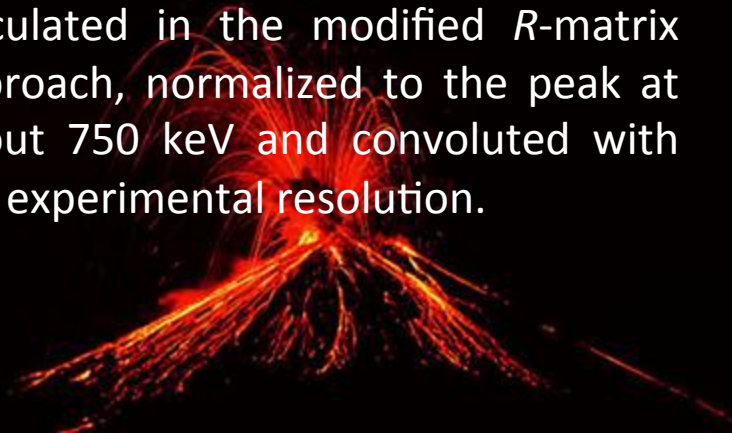 culated in the modified R-matrix
proach, normalized to the peak at
out 750 keV and convoluted with
experimental resolution.